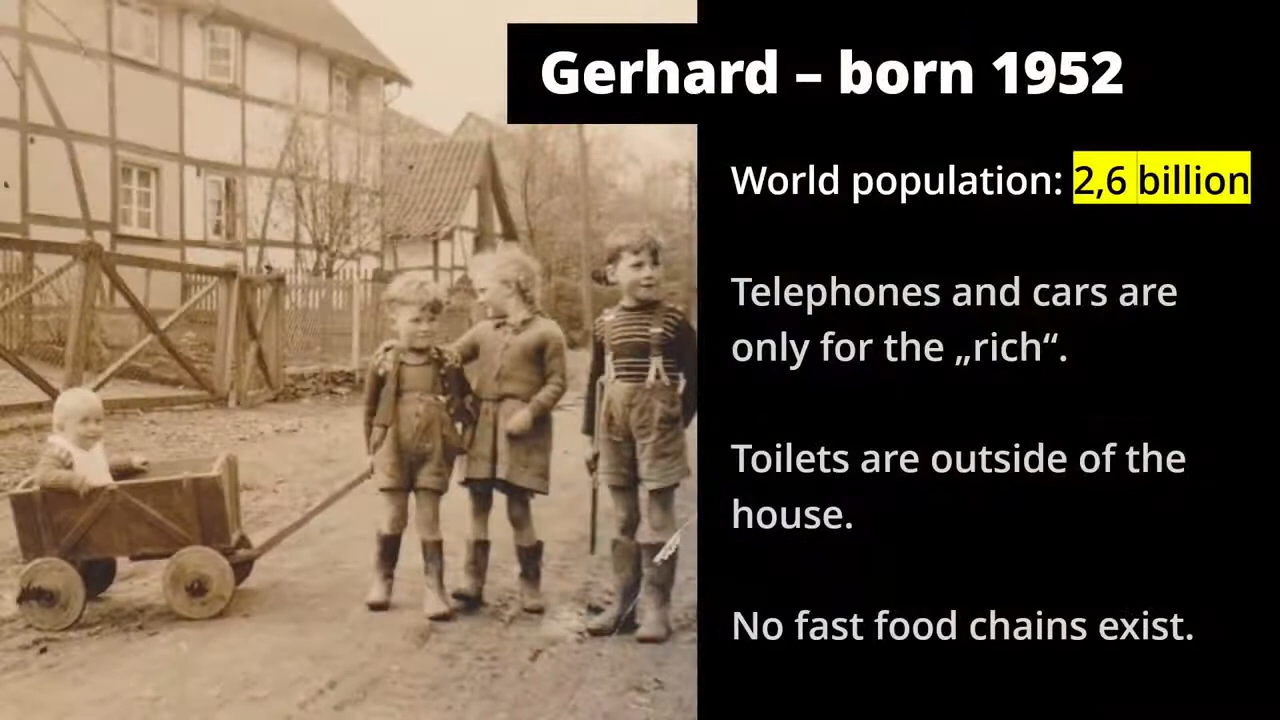 Gerhard – born 1952
World population: 2,6 billion
Telephones and cars are
only for the „rich“.
Toilets are outside of the
house.
No fast food chains exist.